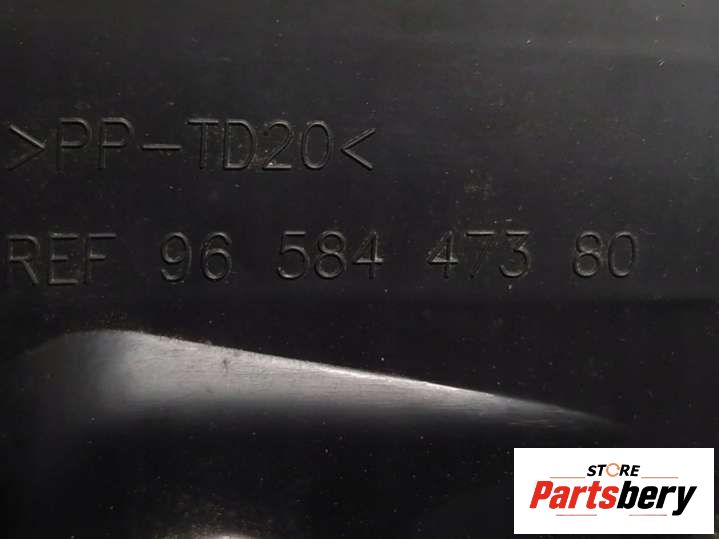 >PP-TD20<
REF 96 584 473 80
STORE
Partsbery